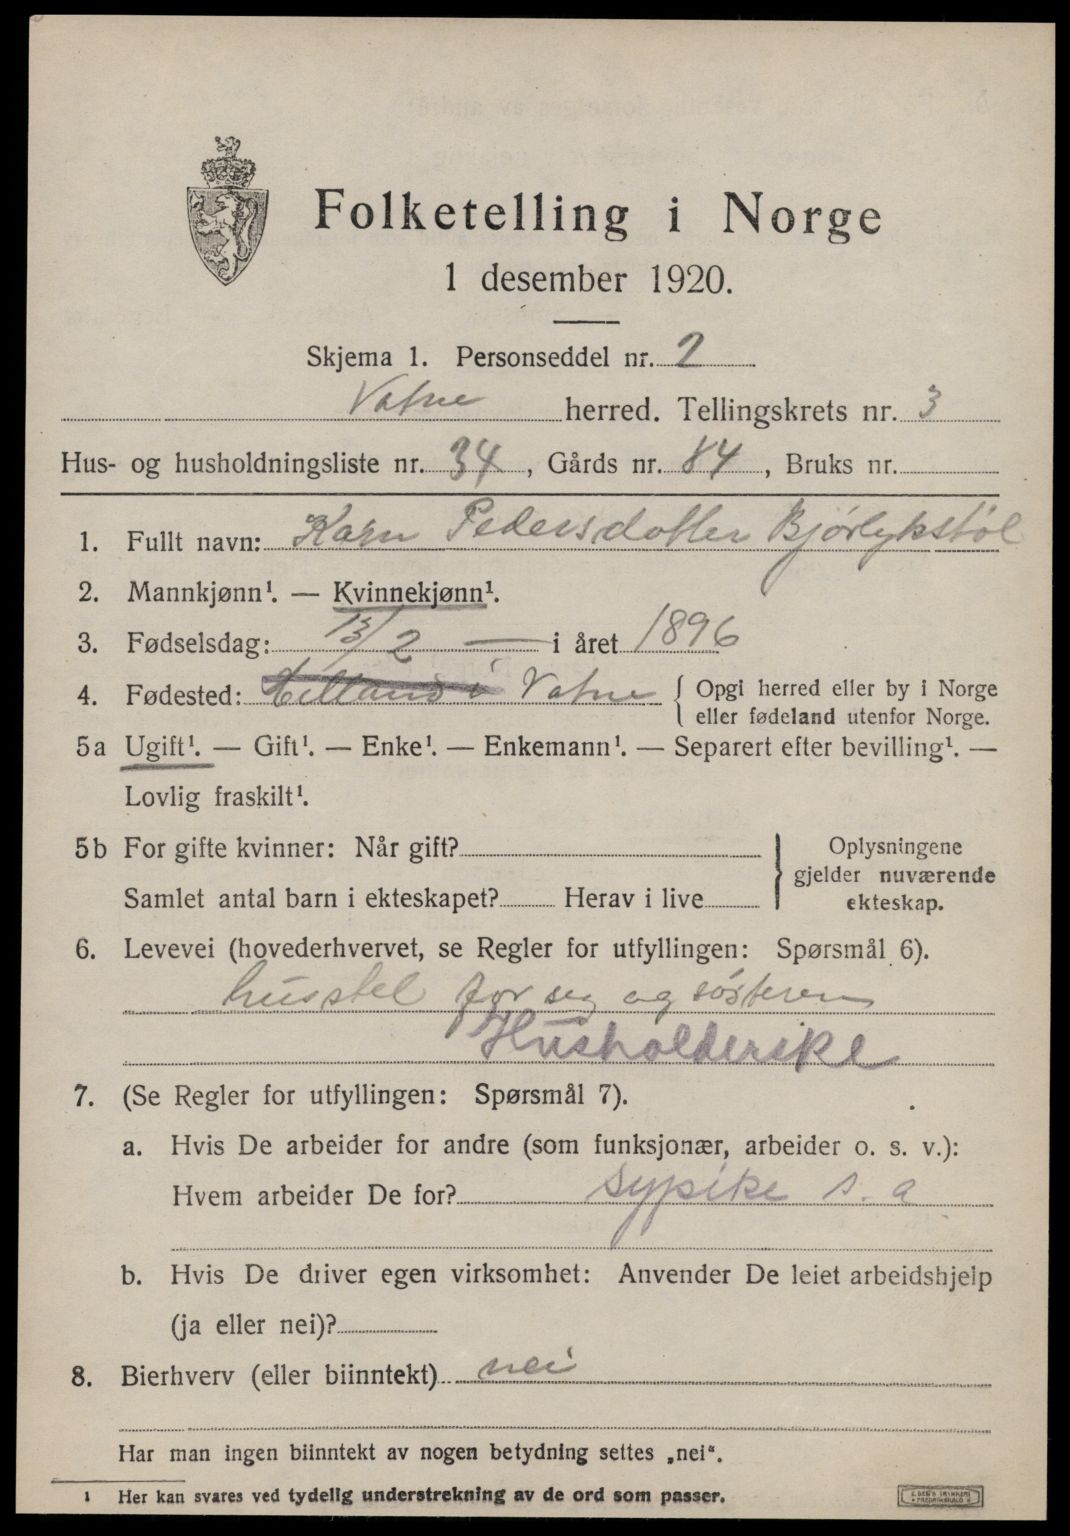 Folketelling i Norge
1 desember 1920.
Skjema 1. Personseddel nr. 2
Vatne herred. Tellingskrets nr. 3
Hus- og husholdningsliste nr. 34, Gårds nr. 84, Bruks nr.
1. Fullt navn: Karn Pedersdotter Bjørlykstøl
2. Mannkjønn¹. — Kvinnekjønn¹.
3. Fødselsdag: 13/2 — i året 1896
4. Fødested: Helland i Vatne { Opgi herred eller by i Norge
eller fødeland utenfor Norge.
5a Ugift¹. — Gift¹. — Enke¹. — Enkemann¹. — Separert efter bevilling¹. —
Lovlig fraskilt¹.
5b For gifte kvinner: Når gift? } Oplysningene
gjelder nuværende
Samlet antal barn i ekteskapet? Herav i live ekteskap.
6. Levevei (hovederhvervet, se Regler for utfyllingen: Spørsmål 6).
husstel for seg og søsteren
Husholderske
7. (Se Regler for utfyllingen: Spørsmål 7).
a. Hvis De arbeider for andre (som funksjonær, arbeider o. s. v.):
Hvem arbeider De for? sypike s. a
b. Hvis De driver egen virksomhet: Anvender De leiet arbeidshjelp
(ja eller nei)?
8. Bierhverv (eller biinntekt) nei
Har man ingen biinntekt av nogen betydning settes „nei“.
¹ Her kan svares ved tydelig understrekning av de ord som passer.